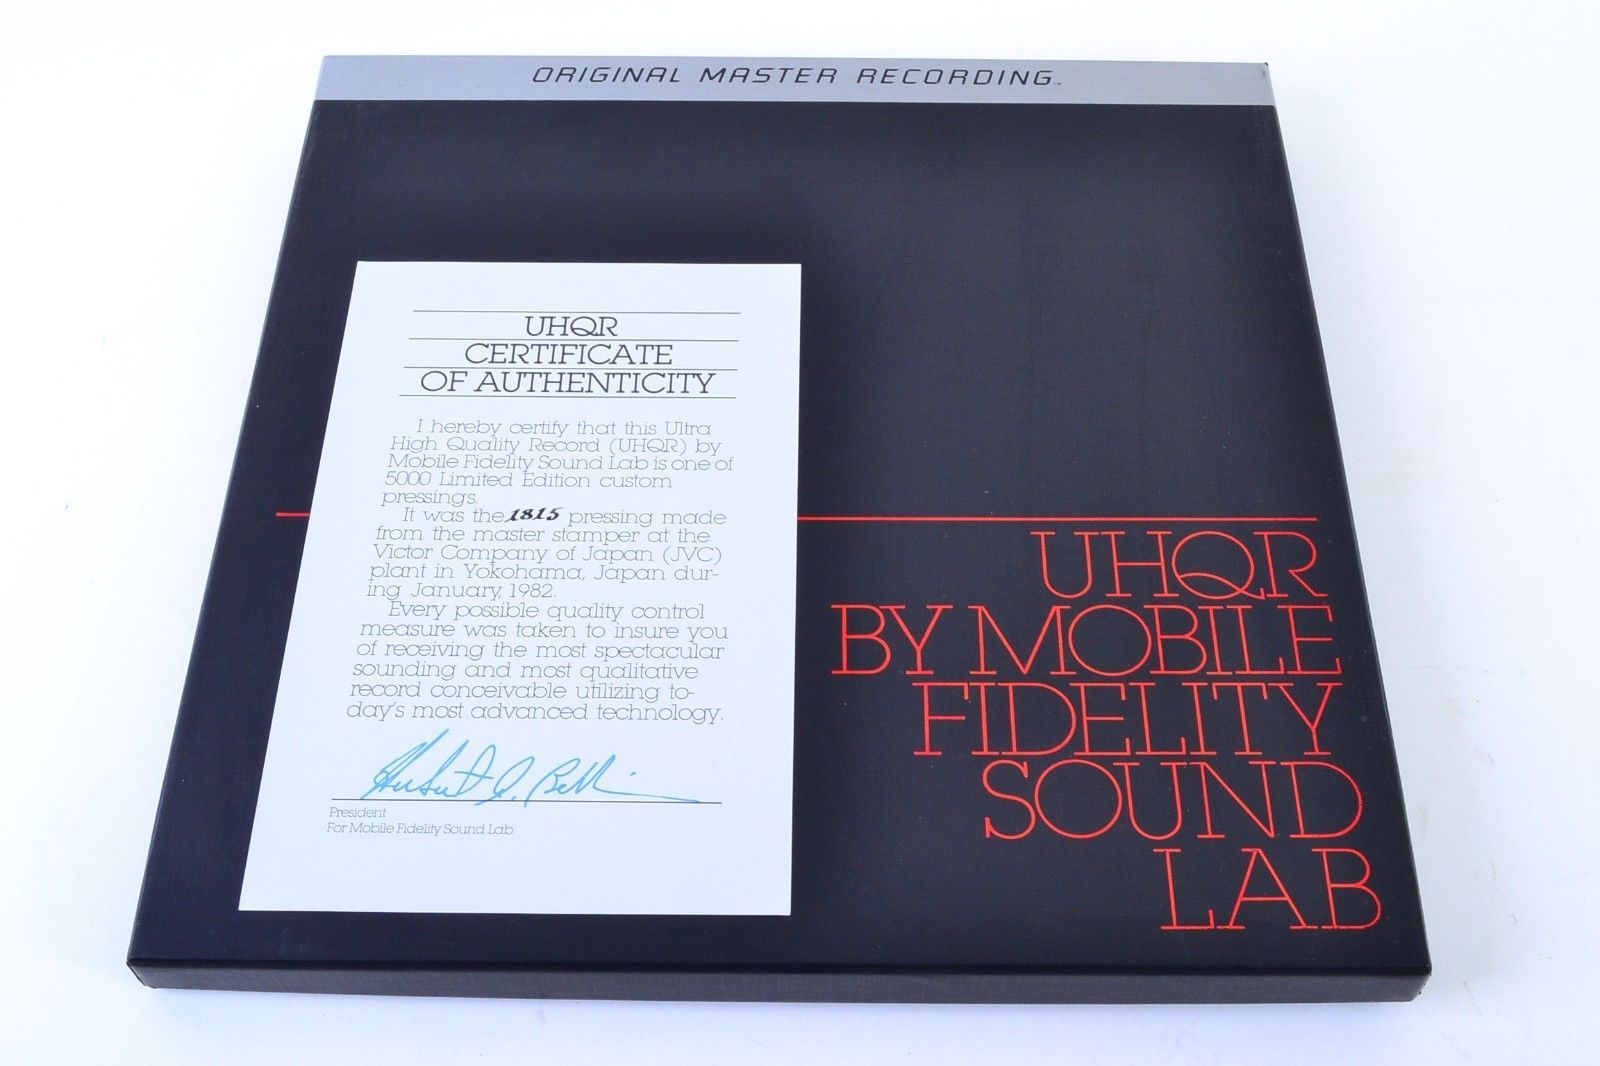 ORIGINAL MASTER RECORDING™
UHQR
CERTIFICATE
OF AUTHENTICITY
I hereby certify that this Ultra
High Quality Record (UHQR) by
Mobile Fidelity Sound Lab is one of
5000 Limited Edition custom
pressings.
It was the 1815 pressing made
from the master stamper at the
Victor Company of Japan (JVC)
plant in Yokohama, Japan dur-
ing January, 1982.
Every possible quality control
measure was taken to insure you
of receiving the most spectacular
sounding and most qualitative
record conceivable utilizing to-
day's most advanced technology.
President
For Mobile Fidelity Sound Lab
UHQR
BY MOBILE
FIDELITY
SOUND
LAB